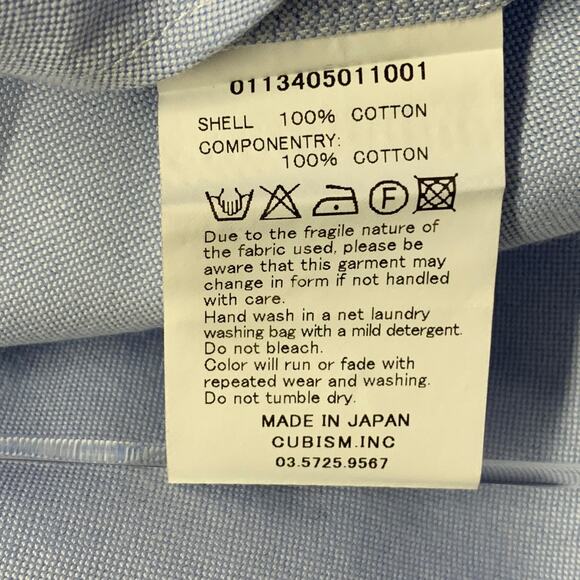 0113405011001
SHELL 100% COTTON
COMPONENTRY:
100% COTTON
F
Due to the fragile nature of
the fabric used, please be
aware that this garment may
change in form if not handled
with care.
Hand wash in a net laundry
washing bag with a mild detergent.
Do not bleach.
Color will run or fade with
repeated wear and washing.
Do not tumble dry.
MADE IN JAPAN
CUBISM.INC
03.5725.9567